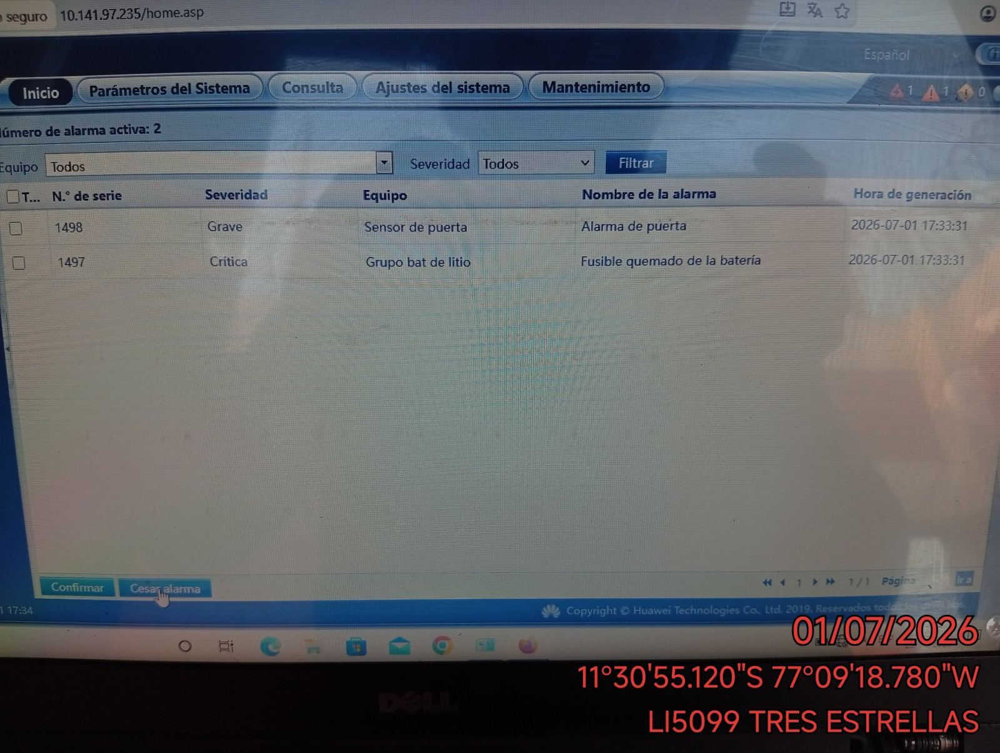 seguro 10.141.97.235/home.asp
Español
Inicio Parámetros del Sistema Consulta Ajustes del sistema Mantenimiento 1 1 0
úmero de alarma activa: 2
Equipo Todos Severidad Todos Filtrar
T... N.º de serie Severidad Equipo Nombre de la alarma Hora de generación
1498 Grave Sensor de puerta Alarma de puerta 2026-07-01 17:33:31
1497 Crítica Grupo bat de litio Fusible quemado de la batería 2026-07-01 17:33:31
Confirmar Cesar alarma 1 1/1 Página Ir a
17:34 Copyright © Huawei Technologies Co., Ltd. 2019. Reservados
01/07/2026
DELL
11°30'55.120"S 77°09'18.780"W
LI5099 TRES ESTRELLAS